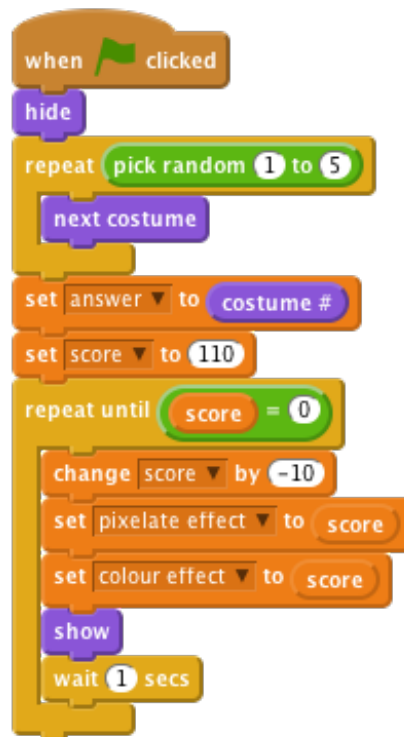 when clicked
hide
repeat pick random 1 to 5
next costume
set answer to costume #
set score to 110
repeat until score = 0
change score by -10
set pixelate effect to score
set colour effect to score
show
wait 1 secs